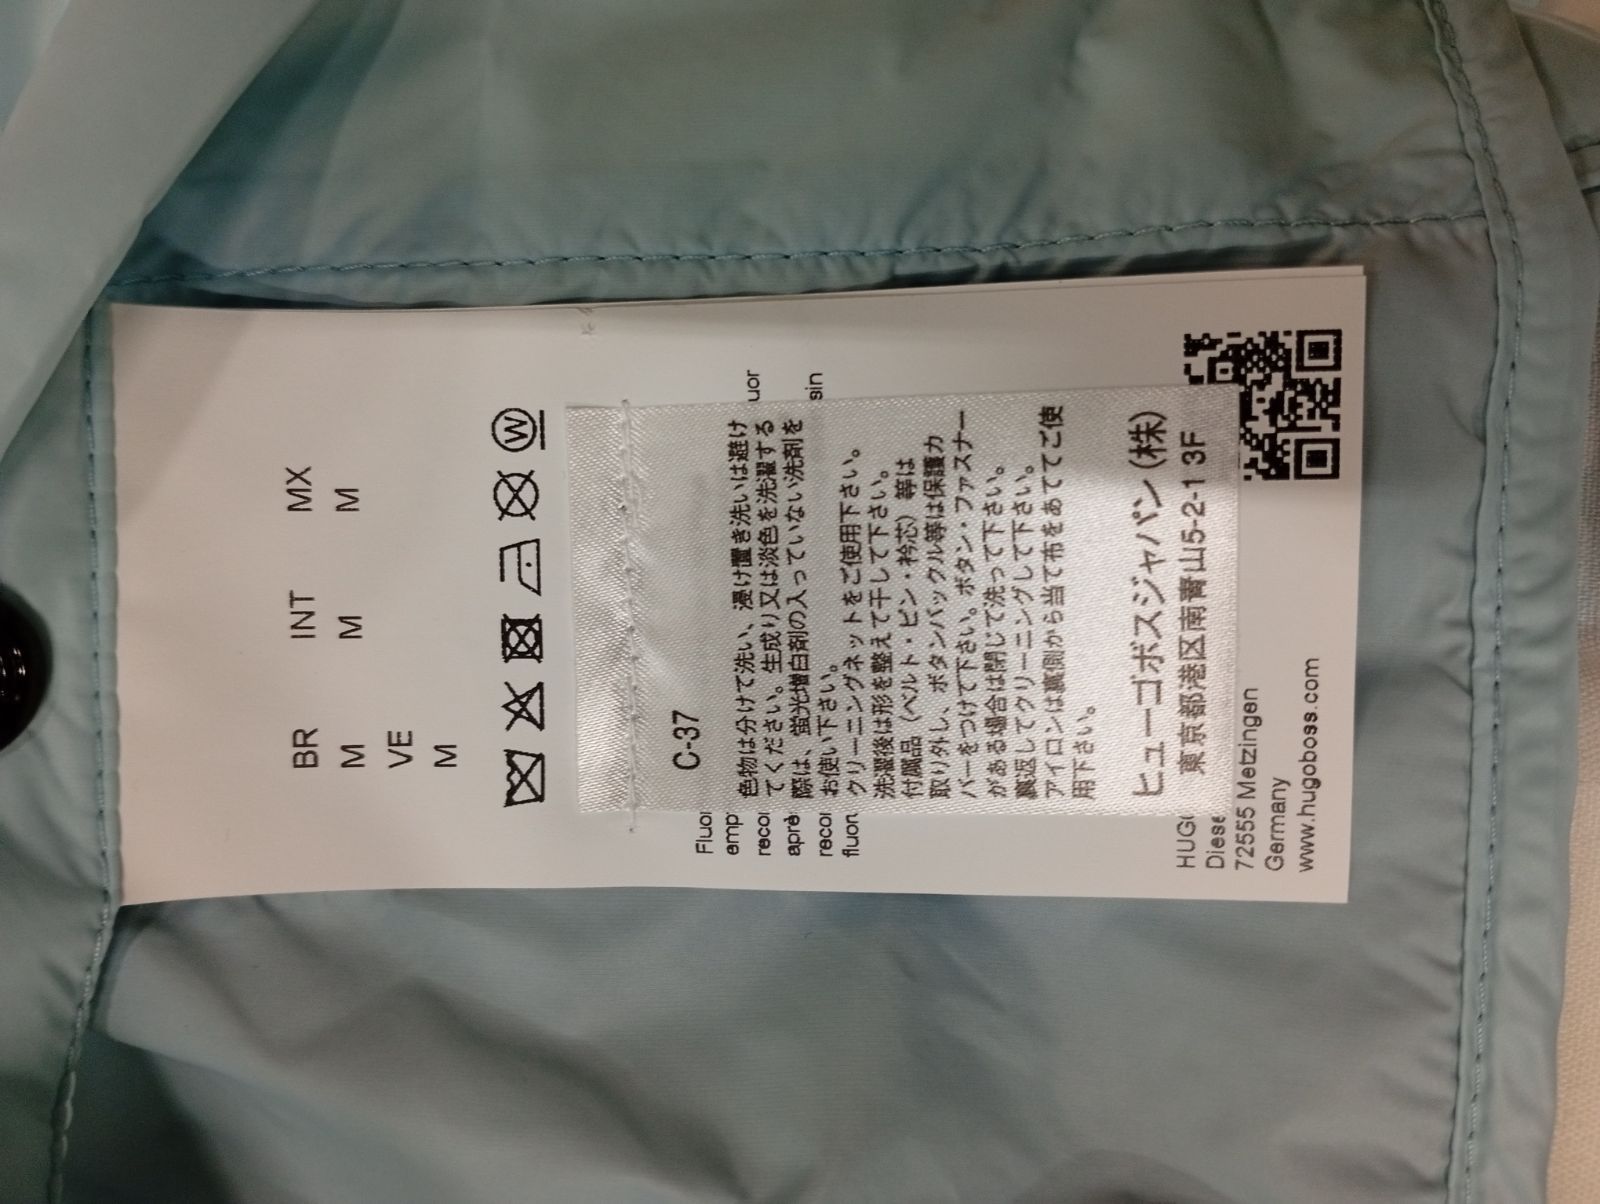 BR INT MX
M M M
VE
M
W
C-37
色物は分けて洗い、浸け置き洗いは避け
てください。生成り又は淡色を洗濯する
際は、蛍光増白剤の入っていない洗剤を
お使い下さい。
クリーニングネットをご使用下さい。
洗濯後は形を整えて干して下さい。
付属品（ベルト・ピン・衿芯）等は
取り外し、ボタンバックル等は保護カ
バーをつけて下さい。ボタン・ファスナー
がある場合は閉じて洗って下さい。
裏返してクリーニングして下さい。
アイロンは裏側から当て布をあててご使
用下さい。
ヒューゴボスジャパン（株）
東京都港区南青山5-2-1 3F
Fluor
emp uor
recor
aprè sin
recor
fluor
HUG
Diese
72555 Metzingen
Germany
www.hugoboss.com